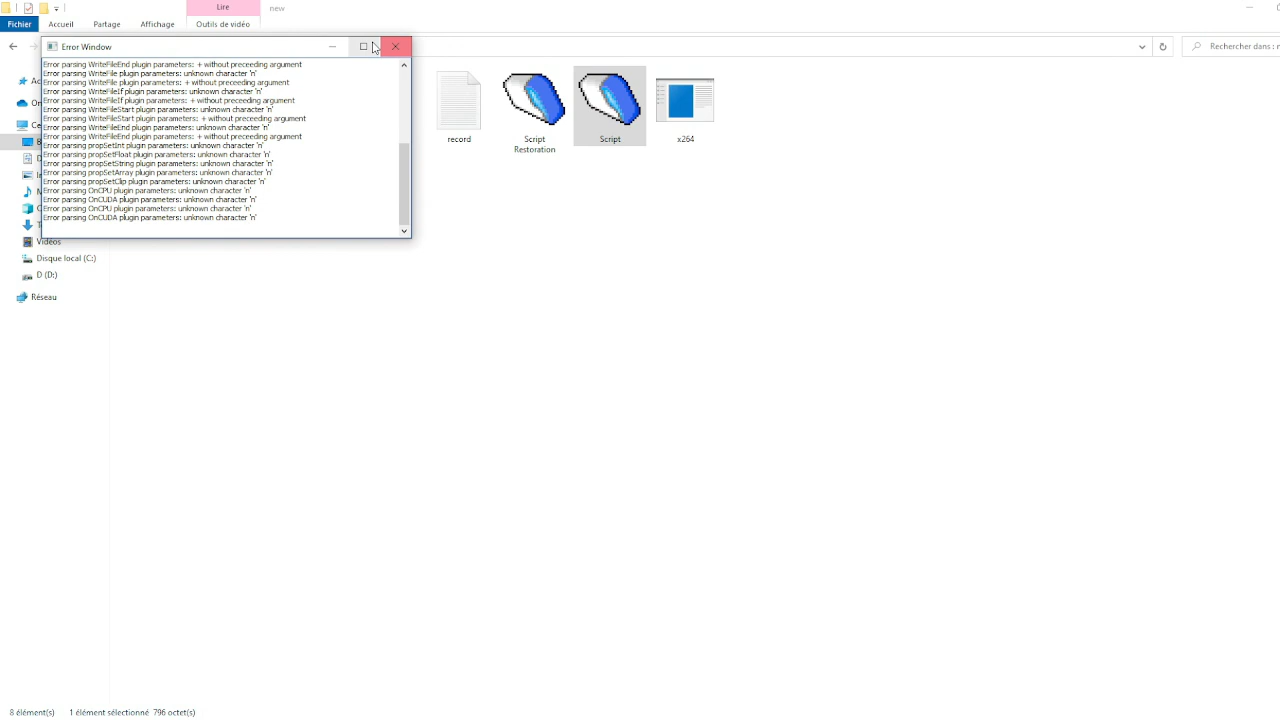 Lire
new
Fichier
Accueil
Partage
Affichage
Outils de vidéo
Error Window
Rechercher dans :
Error parsing WriteFileEnd plugin parameters: + without preceeding argument
Error parsing WriteFile plugin parameters: unknown character 'n'
Error parsing WriteFile plugin parameters: + without preceeding argument
Error parsing WriteFileIf plugin parameters: unknown character 'n'
Error parsing WriteFileIf plugin parameters: + without preceeding argument
Error parsing WriteFileStart plugin parameters: unknown character 'n'
Error parsing WriteFileStart plugin parameters: + without preceeding argument
Error parsing WriteFileEnd plugin parameters: unknown character 'n'
Error parsing WriteFileEnd plugin parameters: + without preceeding argument
Error parsing propSetInt plugin parameters: unknown character 'n'
Error parsing propSetFloat plugin parameters: unknown character 'n'
Error parsing propSetString plugin parameters: unknown character 'n'
Error parsing propSetArray plugin parameters: unknown character 'n'
Error parsing propSetClip plugin parameters: unknown character 'n'
Error parsing OnCPU plugin parameters: unknown character 'n'
Error parsing OnCUDA plugin parameters: unknown character 'n'
Error parsing OnCPU plugin parameters: unknown character 'n'
Error parsing OnCUDA plugin parameters: unknown character 'n'
record
Script
Restoration
Script
x264
Vidéos
Disque local (C:)
D (D:)
Réseau
8 élément(s)
1 élément sélectionné 796 octet(s)